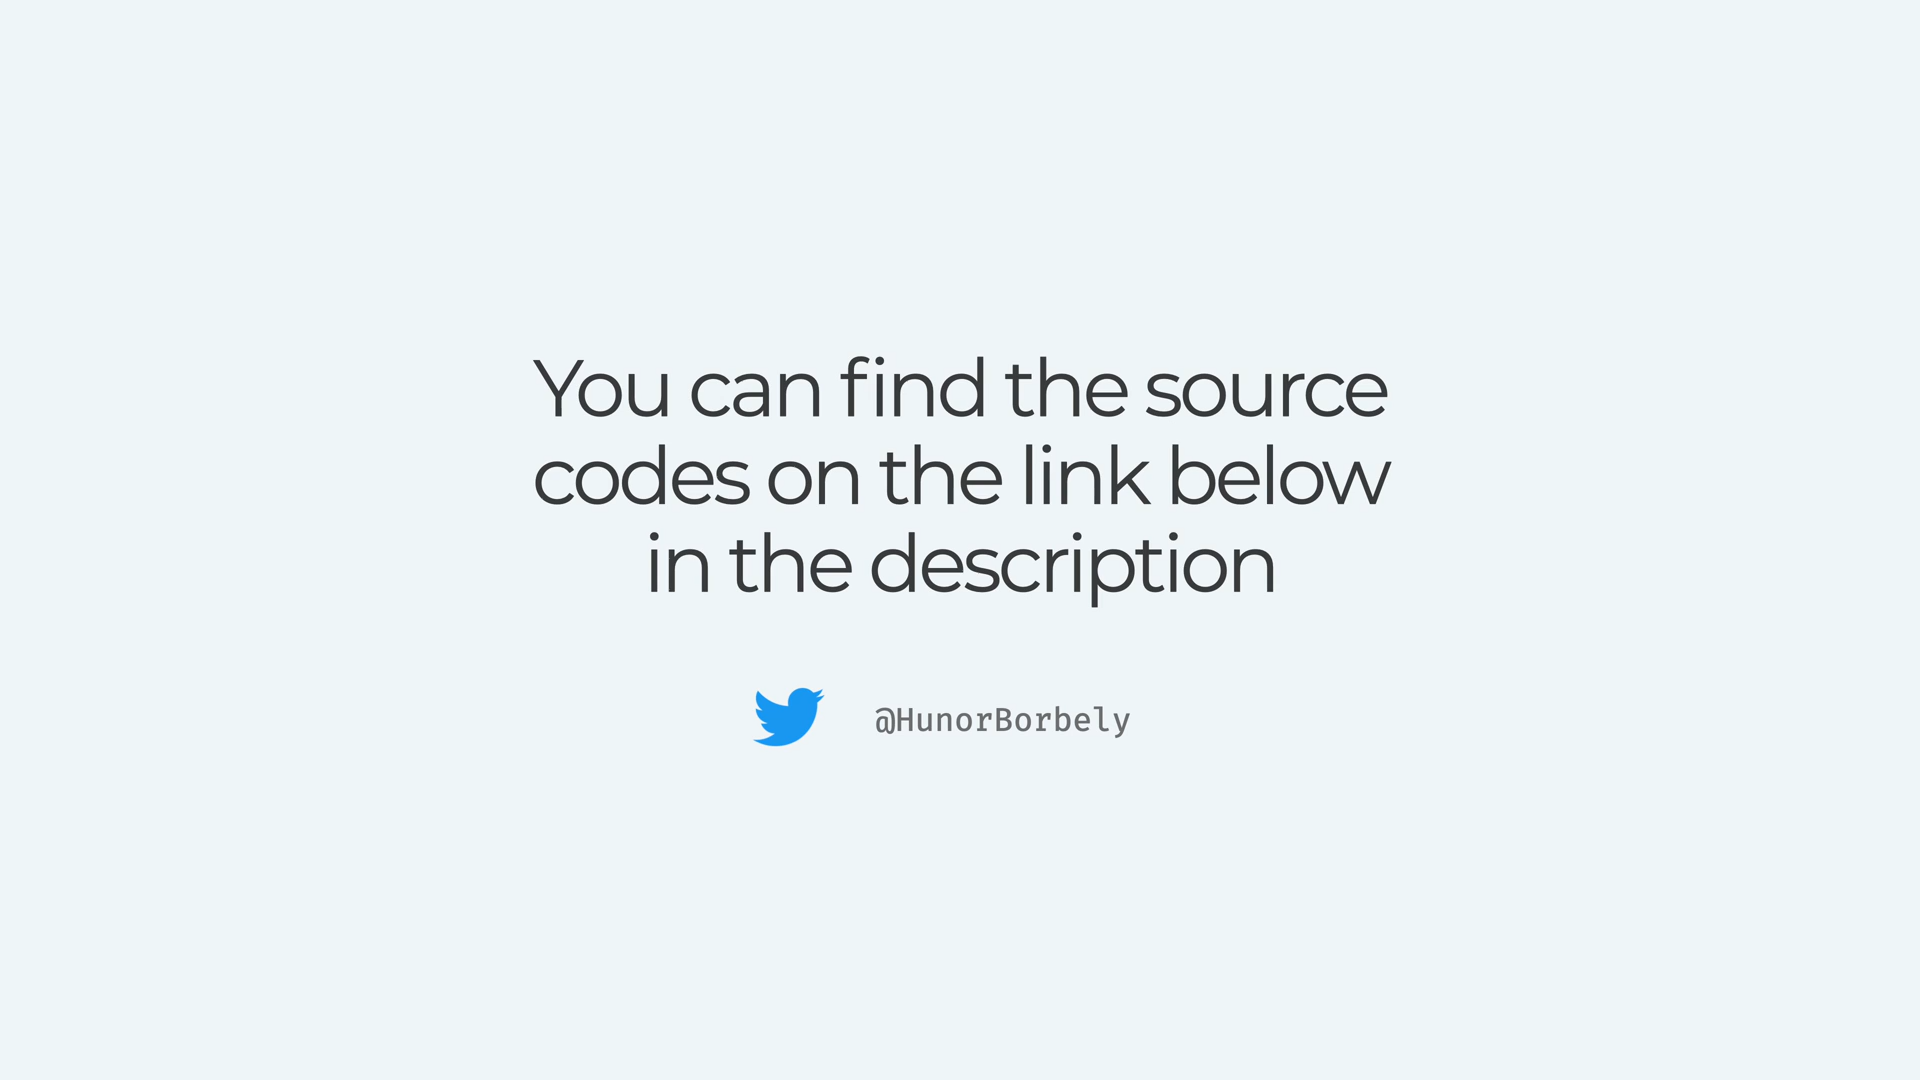 You can find the source
codes on the link below
in the description
@HunorBorbely